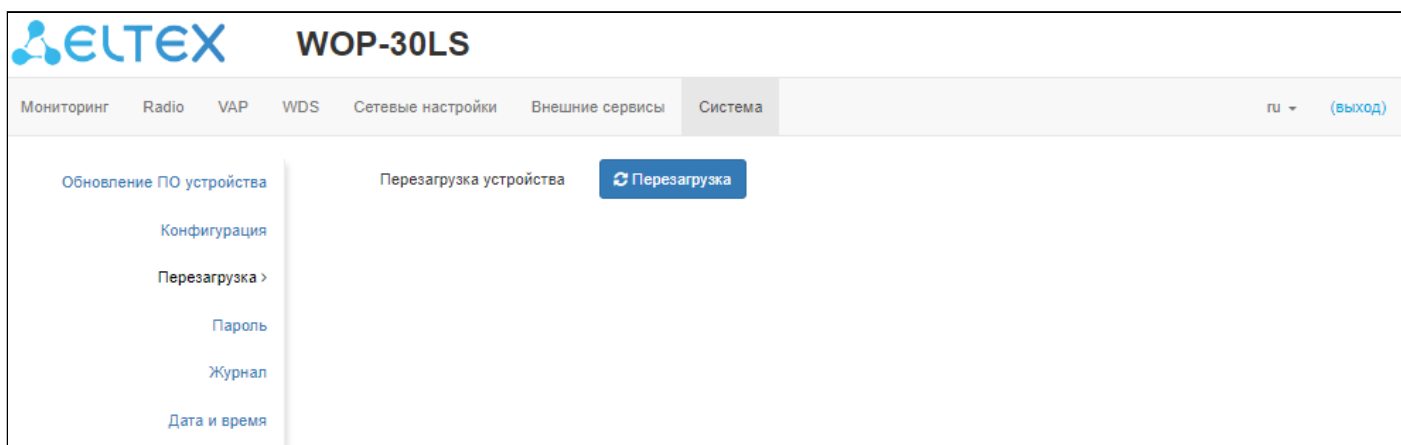 ELTEX WOP-30LS
Мониторинг Radio VAP WDS Сетевые настройки Внешние сервисы Система ru (выход)
Обновление ПО устройства
Перезагрузка устройства Перезагрузка
Конфигурация
Перезагрузка >
Пароль
Журнал
Дата и время